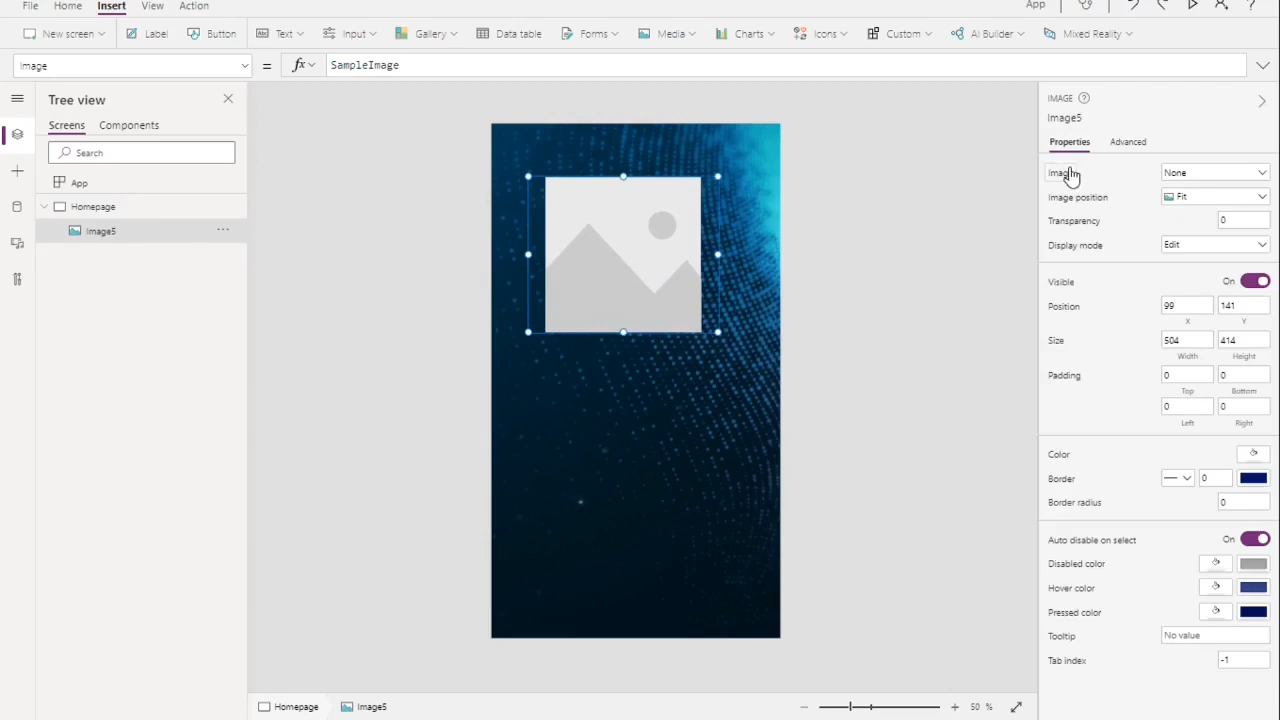 File Home Insert View Action App ?
New screen Label Button Text Input Gallery Data table Forms Media Charts Icons Custom AI Builder Mixed Reality
Image = fx SampleImage
Tree view
Screens Components
Search
App
Homepage
Image5 ...
IMAGE ?
Image5
Properties Advanced
Image None
Image position Fit
Transparency 0
Display mode Edit
Visible On
Position 99 141
X Y
Size 504 414
Width Height
Padding 0 0
Top Bottom
0 0
Left Right
Color
Border 0
Border radius 0
Auto disable on select On
Disabled color
Hover color
Pressed color
Tooltip No value
Tab index -1
Homepage Image5 − + 50 %